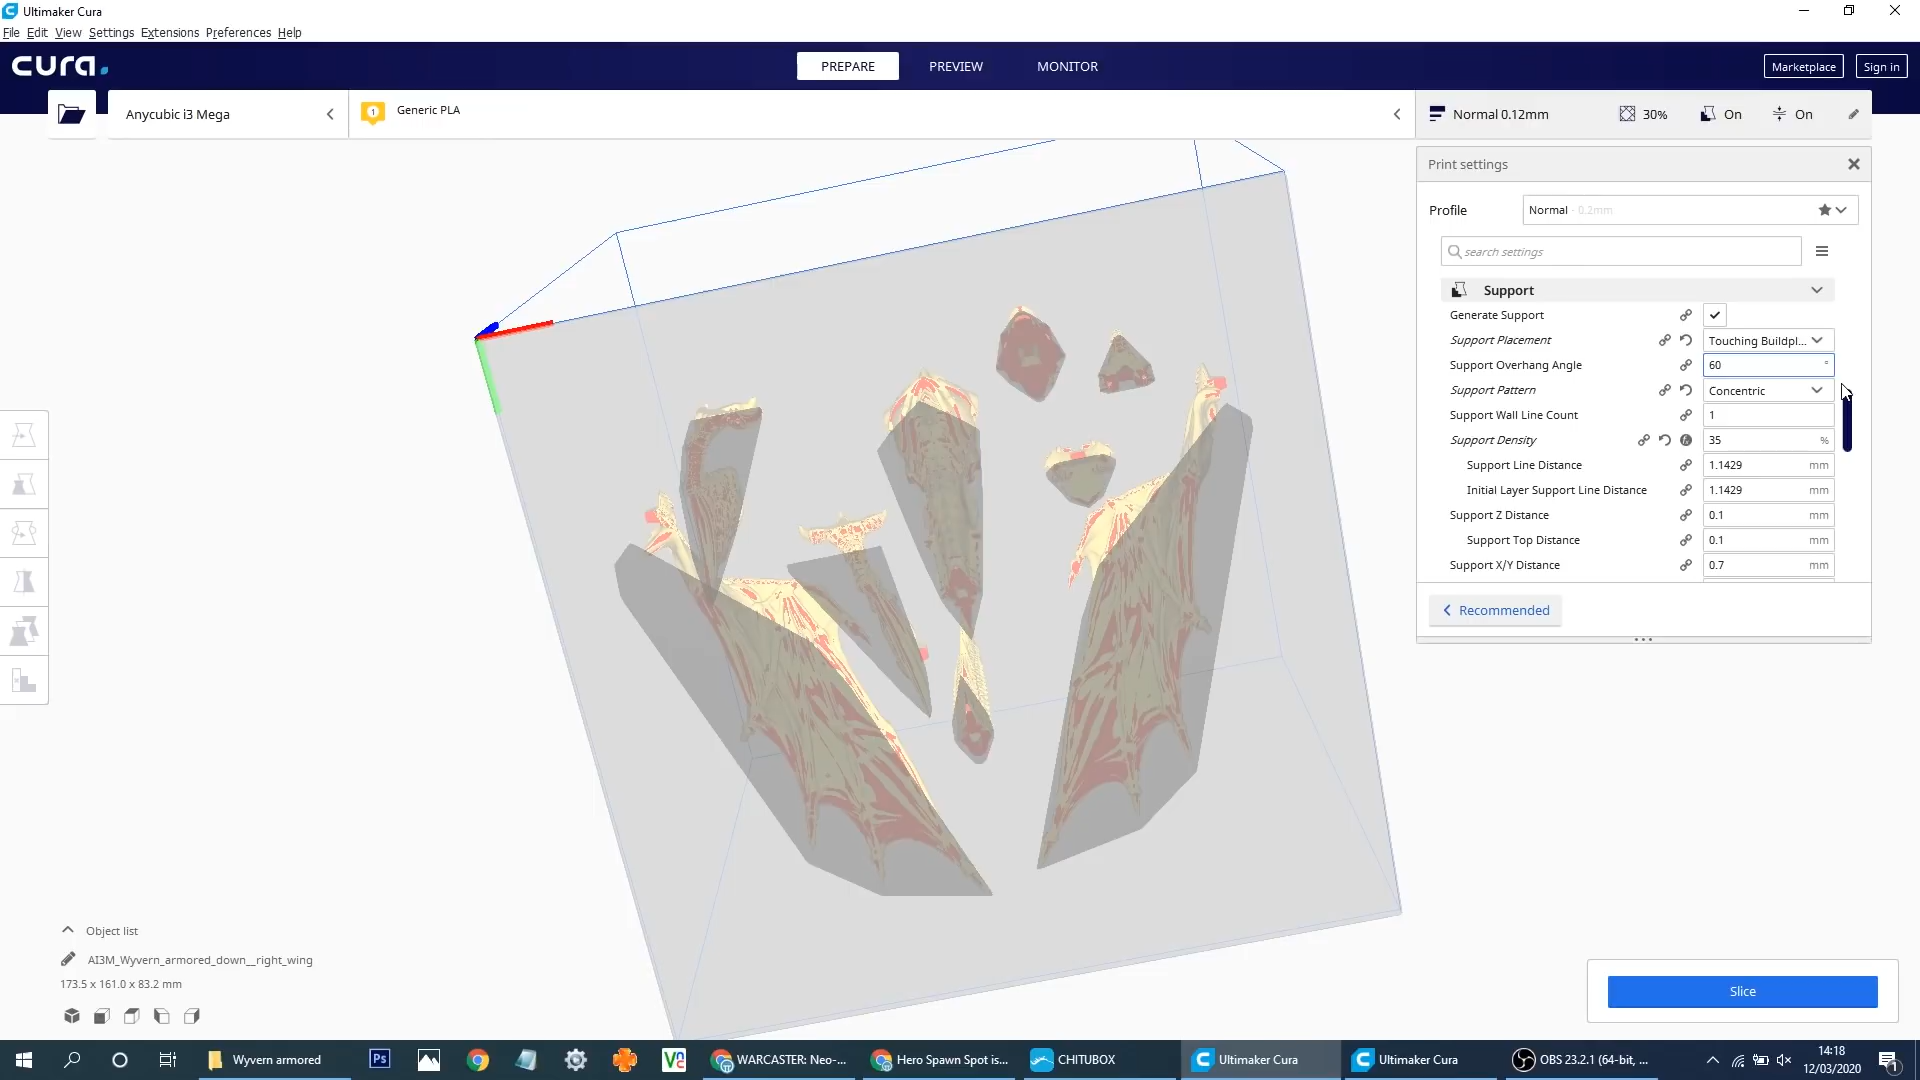 Ultimaker Cura
File Edit View Settings Extensions Preferences Help
cura.
PREPARE PREVIEW MONITOR
Marketplace Sign in
Anycubic i3 Mega
1 Generic PLA
Normal 0.12mm 30% On On
Print settings
Profile Normal - 0.2mm
search settings
Support
Generate Support
Support Placement Touching Buildpl...
Support Overhang Angle 60 °
Support Pattern Concentric
Support Wall Line Count 1
Support Density 35 %
Support Line Distance 1.1429 mm
Initial Layer Support Line Distance 1.1429 mm
Support Z Distance 0.1 mm
Support Top Distance 0.1 mm
Support X/Y Distance 0.7 mm
Recommended
Object list
AI3M_Wyvern_armored_down__right_wing
173.5 x 161.0 x 83.2 mm
Slice
Wyvern armored
Ps
WARCASTER: Neo-...
Hero Spawn Spot is...
CHITUBOX
Ultimaker Cura
Ultimaker Cura
OBS 23.2.1 (64-bit, ...
14:18
12/03/2020
1